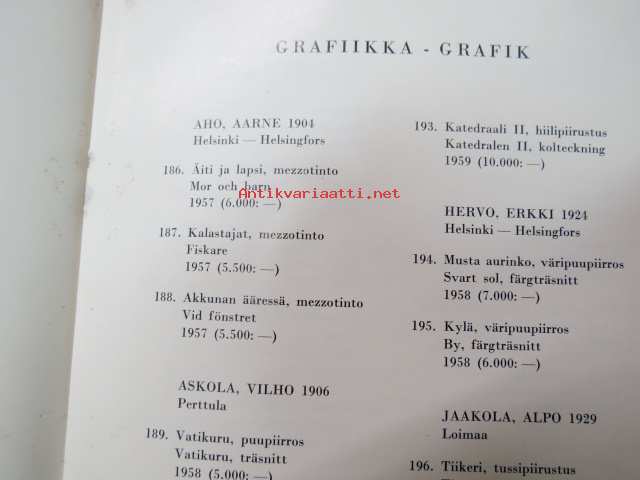 GRAFIIKKA - GRAFIK
AHO, AARNE 1904
Helsinki — Helsingfors
186. Äiti ja lapsi, mezzotinto
Mor och barn
1957 (6.000: —)
187. Kalastajat, mezzotinto
Fiskare
1957 (5.500: —)
188. Akkunan ääressä, mezzotinto
Vid fönstret
1957 (5.500: —)
ASKOLA, VILHO 1906
Perttula
189. Vatikuru, puupiirros
Vatikuru, träsnitt
1958 (5.000: —)
193. Katedraali II, hiilipiirustus
Katedralen II, kolteckning
1959 (10.000: —)
HERVO, ERKKI 1924
Helsinki — Helsingfors
194. Musta aurinko, väripuupiirros
Svart sol, färgträsnitt
1958 (7.000: —)
195. Kylä, väripuupiirros
By, färgträsnitt
1958 (6.000: —)
JAAKOLA, ALPO 1929
Loimaa
196. Tiikeri, tussipiirustus
Antikvariaatti.net